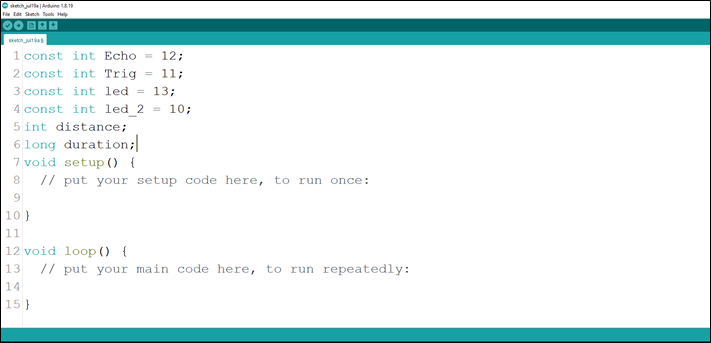 sketch_jul19a | Arduino 1.8.19
File Edit Sketch Tools Help
sketch_jul19a §
1 const int Echo = 12;
2 const int Trig = 11;
3 const int led = 13;
4 const int led_2 = 10;
5 int distance;
6 long duration;
7 void setup() {
8   // put your setup code here, to run once:
9
10 }
11
12 void loop() {
13   // put your main code here, to run repeatedly:
14
15 }